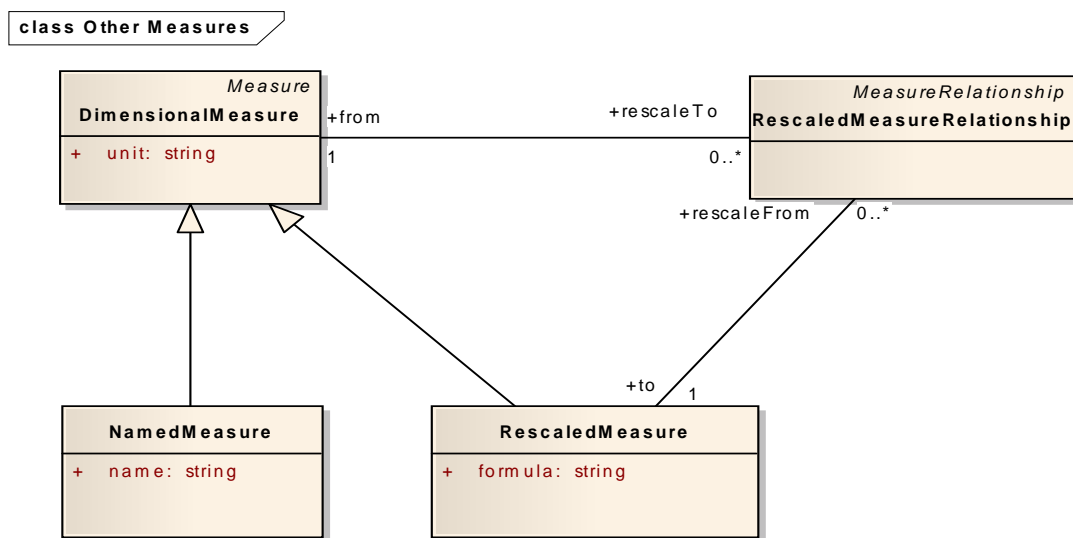 class Other Measures
Measure
DimensionalMeasure
+ unit: string
+from
1
+rescaleTo
0..*
MeasureRelationship
RescaledMeasureRelationship
+rescaleFrom
0..*
+to
1
NamedMeasure
+ name: string
RescaledMeasure
+ formula: string